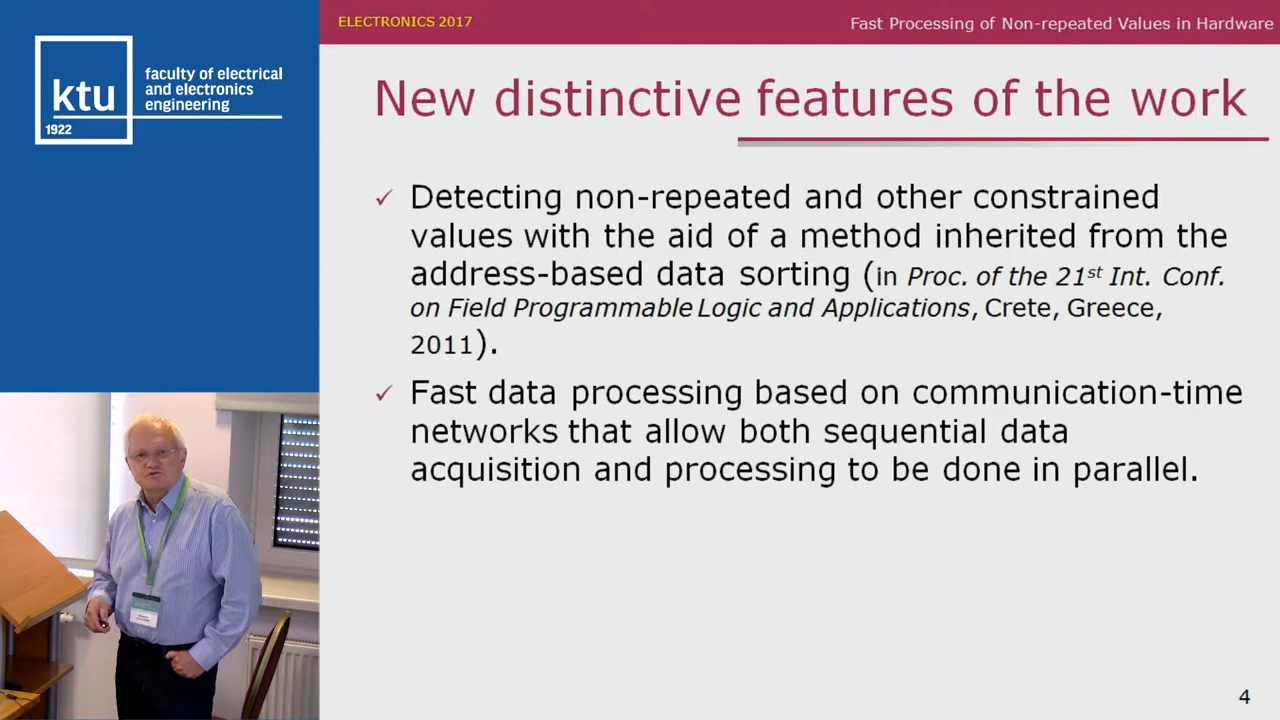 ELECTRONICS 2017
Fast Processing of Non-repeated Values in Hardware
ktu
1922
faculty of electrical
and electronics
engineering
New distinctive features of the work
✓ Detecting non-repeated and other constrained
values with the aid of a method inherited from the
address-based data sorting (in Proc. of the 21st Int. Conf.
on Field Programmable Logic and Applications, Crete, Greece,
2011).
✓ Fast data processing based on communication-time
networks that allow both sequential data
acquisition and processing to be done in parallel.
4